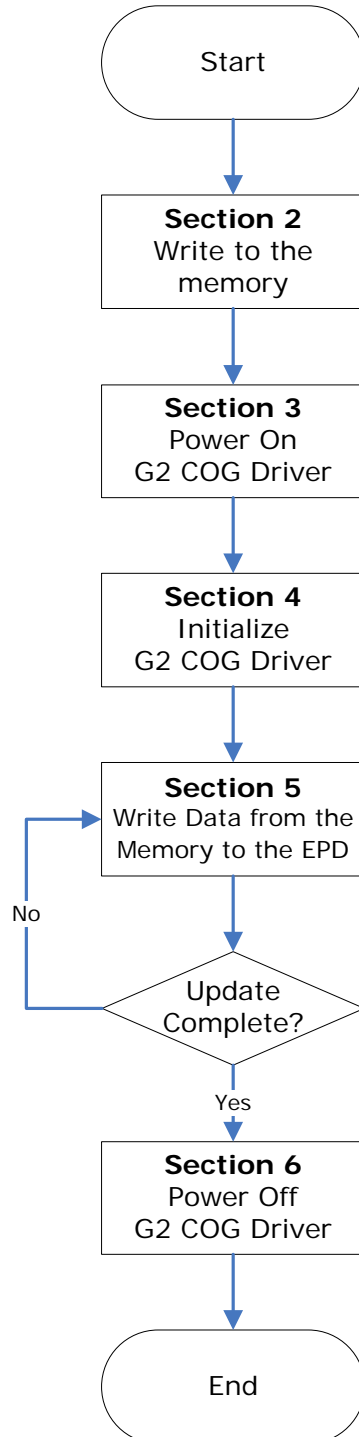 Start
Section 2
Write to the
memory
Section 3
Power On
G2 COG Driver
Section 4
Initialize
G2 COG Driver
Section 5
Write Data from the
Memory to the EPD
No
Update
Complete?
Yes
Section 6
Power Off
G2 COG Driver
End